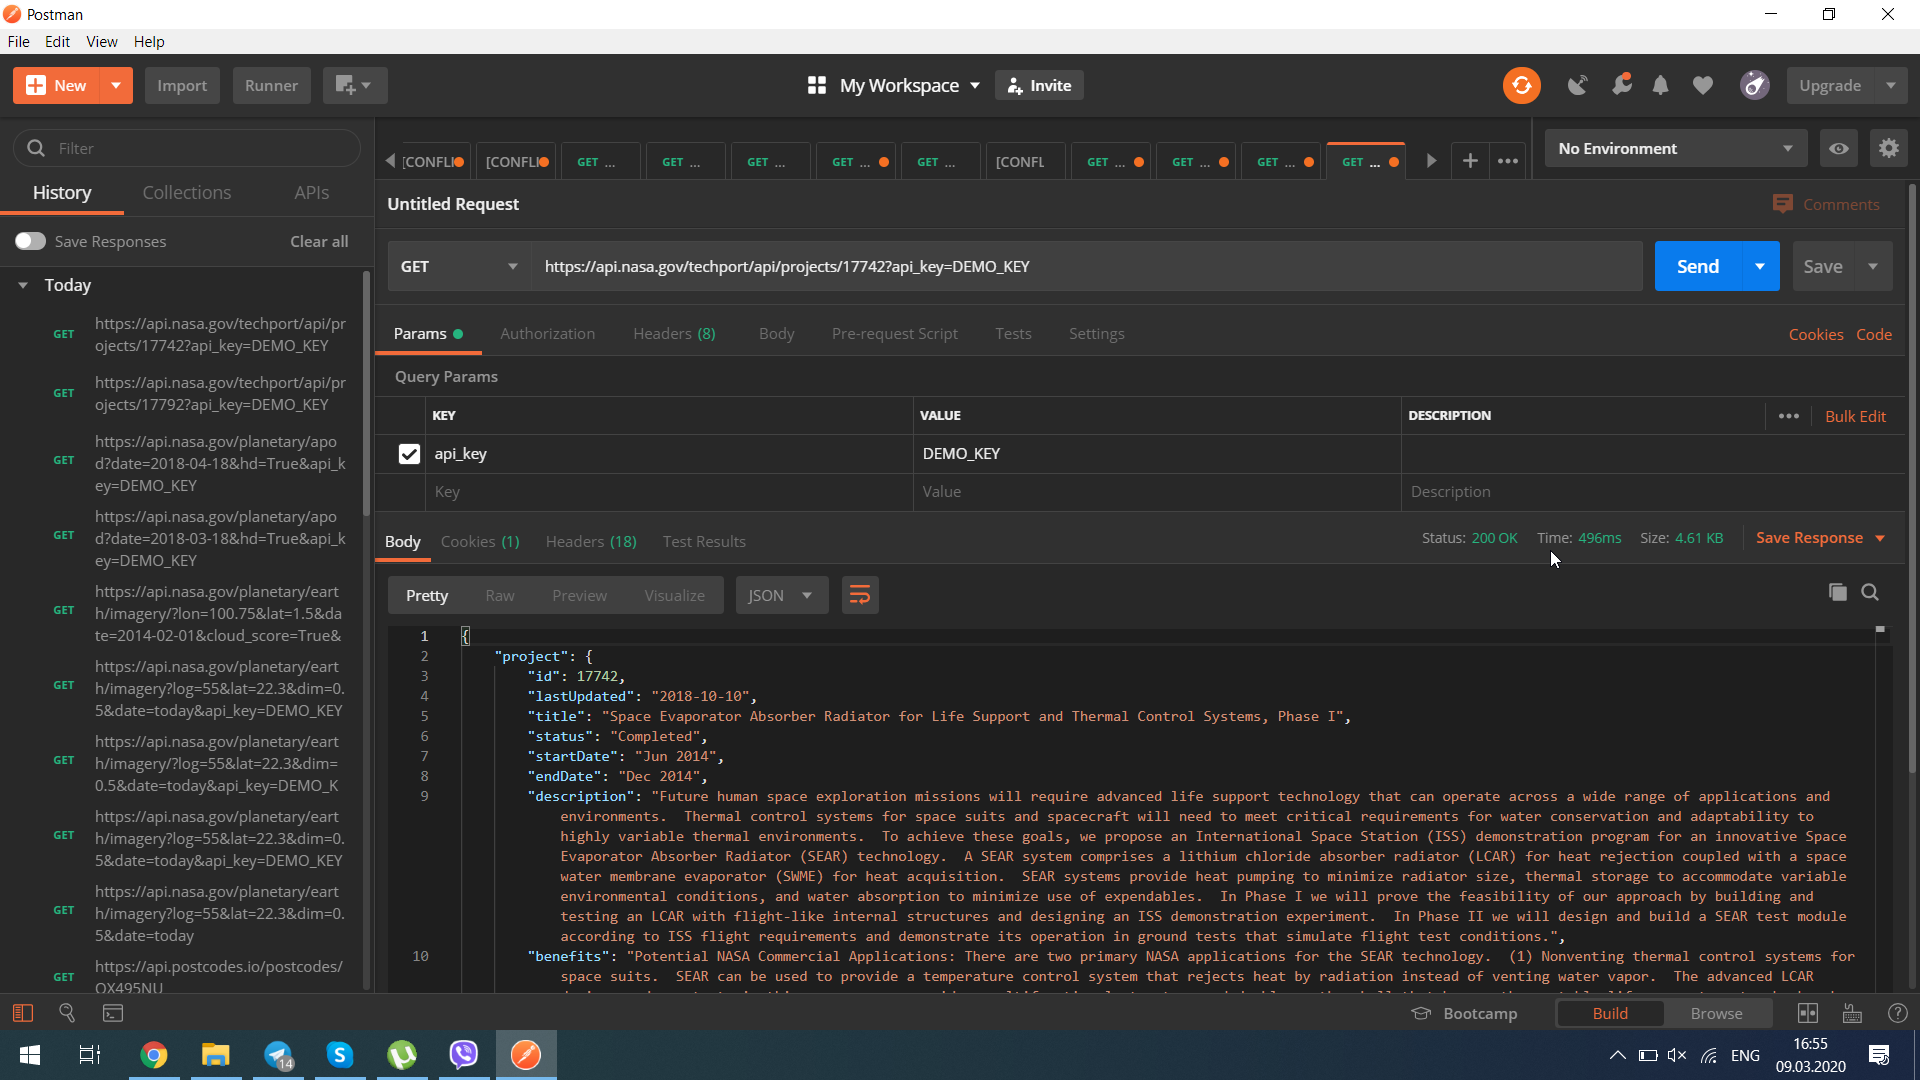 Postman
File Edit View Help
New Import Runner My Workspace Invite Upgrade
Filter
History Collections APIs
Save Responses Clear all
Today
GET https://api.nasa.gov/techport/api/pr
ojects/17742?api_key=DEMO_KEY
GET https://api.nasa.gov/techport/api/pr
ojects/17792?api_key=DEMO_KEY
GET https://api.nasa.gov/planetary/apo
d?date=2018-04-18&hd=True&api_k
ey=DEMO_KEY
GET https://api.nasa.gov/planetary/apo
d?date=2018-03-18&hd=True&api_k
ey=DEMO_KEY
GET https://api.nasa.gov/planetary/eart
h/imagery/?lon=100.75&lat=1.5&da
te=2014-02-01&cloud_score=True&
GET https://api.nasa.gov/planetary/eart
h/imagery?log=55&lat=22.3&dim=0.
5&date=today&api_key=DEMO_KEY
GET https://api.nasa.gov/planetary/eart
h/imagery/?log=55&lat=22.3&dim=
0.5&date=today&api_key=DEMO_K
GET https://api.nasa.gov/planetary/eart
h/imagery?log=55&lat=22.3&dim=0.
5&date=today&api_key=DEMO_KEY
GET https://api.nasa.gov/planetary/eart
h/imagery?log=55&lat=22.3&dim=0.
5&date=today
GET https://api.postcodes.io/postcodes/
OX495NU
[CONFLI [CONFLI GET ... GET ... GET ... GET ... GET ... [CONFL GET ... GET ... GET ... GET ... No Environment
Untitled Request Comments
GET https://api.nasa.gov/techport/api/projects/17742?api_key=DEMO_KEY Send Save
Params Authorization Headers (8) Body Pre-request Script Tests Settings Cookies Code
Query Params
KEY VALUE DESCRIPTION Bulk Edit
api_key DEMO_KEY
Key Value Description
Body Cookies (1) Headers (18) Test Results Status: 200 OK Time: 496ms Size: 4.61 KB Save Response
Pretty Raw Preview Visualize JSON
1 {
2 "project": {
3 "id": 17742,
4 "lastUpdated": "2018-10-10",
5 "title": "Space Evaporator Absorber Radiator for Life Support and Thermal Control Systems, Phase I",
6 "status": "Completed",
7 "startDate": "Jun 2014",
8 "endDate": "Dec 2014",
9 "description": "Future human space exploration missions will require advanced life support technology that can operate across a wide range of applications and
environments.  Thermal control systems for space suits and spacecraft will need to meet critical requirements for water conservation and adaptability to
highly variable thermal environments.  To achieve these goals, we propose an International Space Station (ISS) demonstration program for an innovative Space
Evaporator Absorber Radiator (SEAR) technology.  A SEAR system comprises a lithium chloride absorber radiator (LCAR) for heat rejection coupled with a space
water membrane evaporator (SWME) for heat acquisition.  SEAR systems provide heat pumping to minimize radiator size, thermal storage to accommodate variable
environmental conditions, and water absorption to minimize use of expendables.  In Phase I we will prove the feasibility of our approach by building and
testing an LCAR with flight-like internal structures and designing an ISS demonstration experiment.  In Phase II we will design and build a SEAR test module
according to ISS flight requirements and demonstrate its operation in ground tests that simulate flight test conditions.",
10 "benefits": "Potential NASA Commercial Applications: There are two primary NASA applications for the SEAR technology.  (1) Nonventing thermal control systems for
space suits.  SEAR can be used to provide a temperature control system that rejects heat by radiation instead of venting water vapor.  The advanced LCAR
Bootcamp Build Browse
14 ENG 16:55
09.03.2020